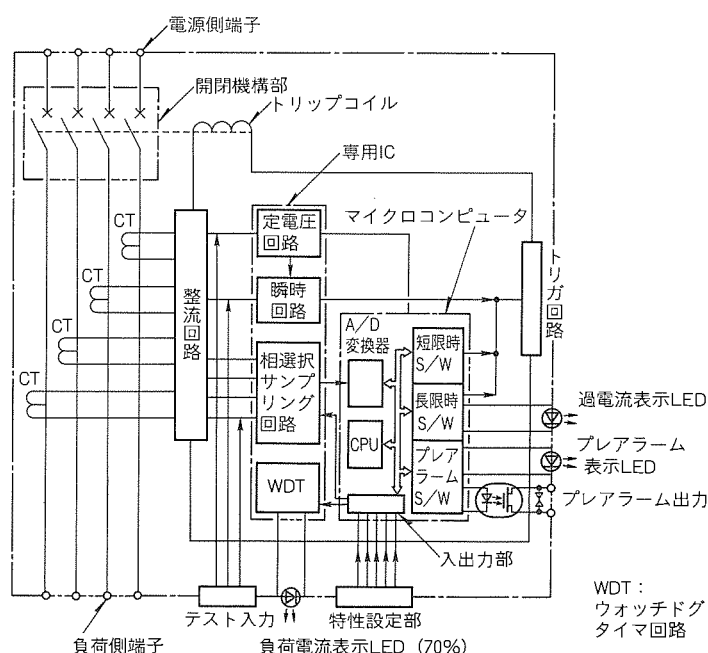 電源側端子
開閉機構部
トリップコイル
専用IC
マイクロコンピュータ
CT
CT
CT
CT
整流回路
定電圧
回路
瞬時
回路
相選択
サンプ
リング
回路
WDT
A/D
変換器
CPU
短限時
S/W
長限時
S/W
プレア
ラーム
S/W
トリガ回路
過電流表示LED
プレアラーム
表示LED
プレアラーム出力
入出力部
テスト入力
特性設定部
負荷側端子
負荷電流表示LED (70%)
WDT：
ウォッチドグ
タイマ回路